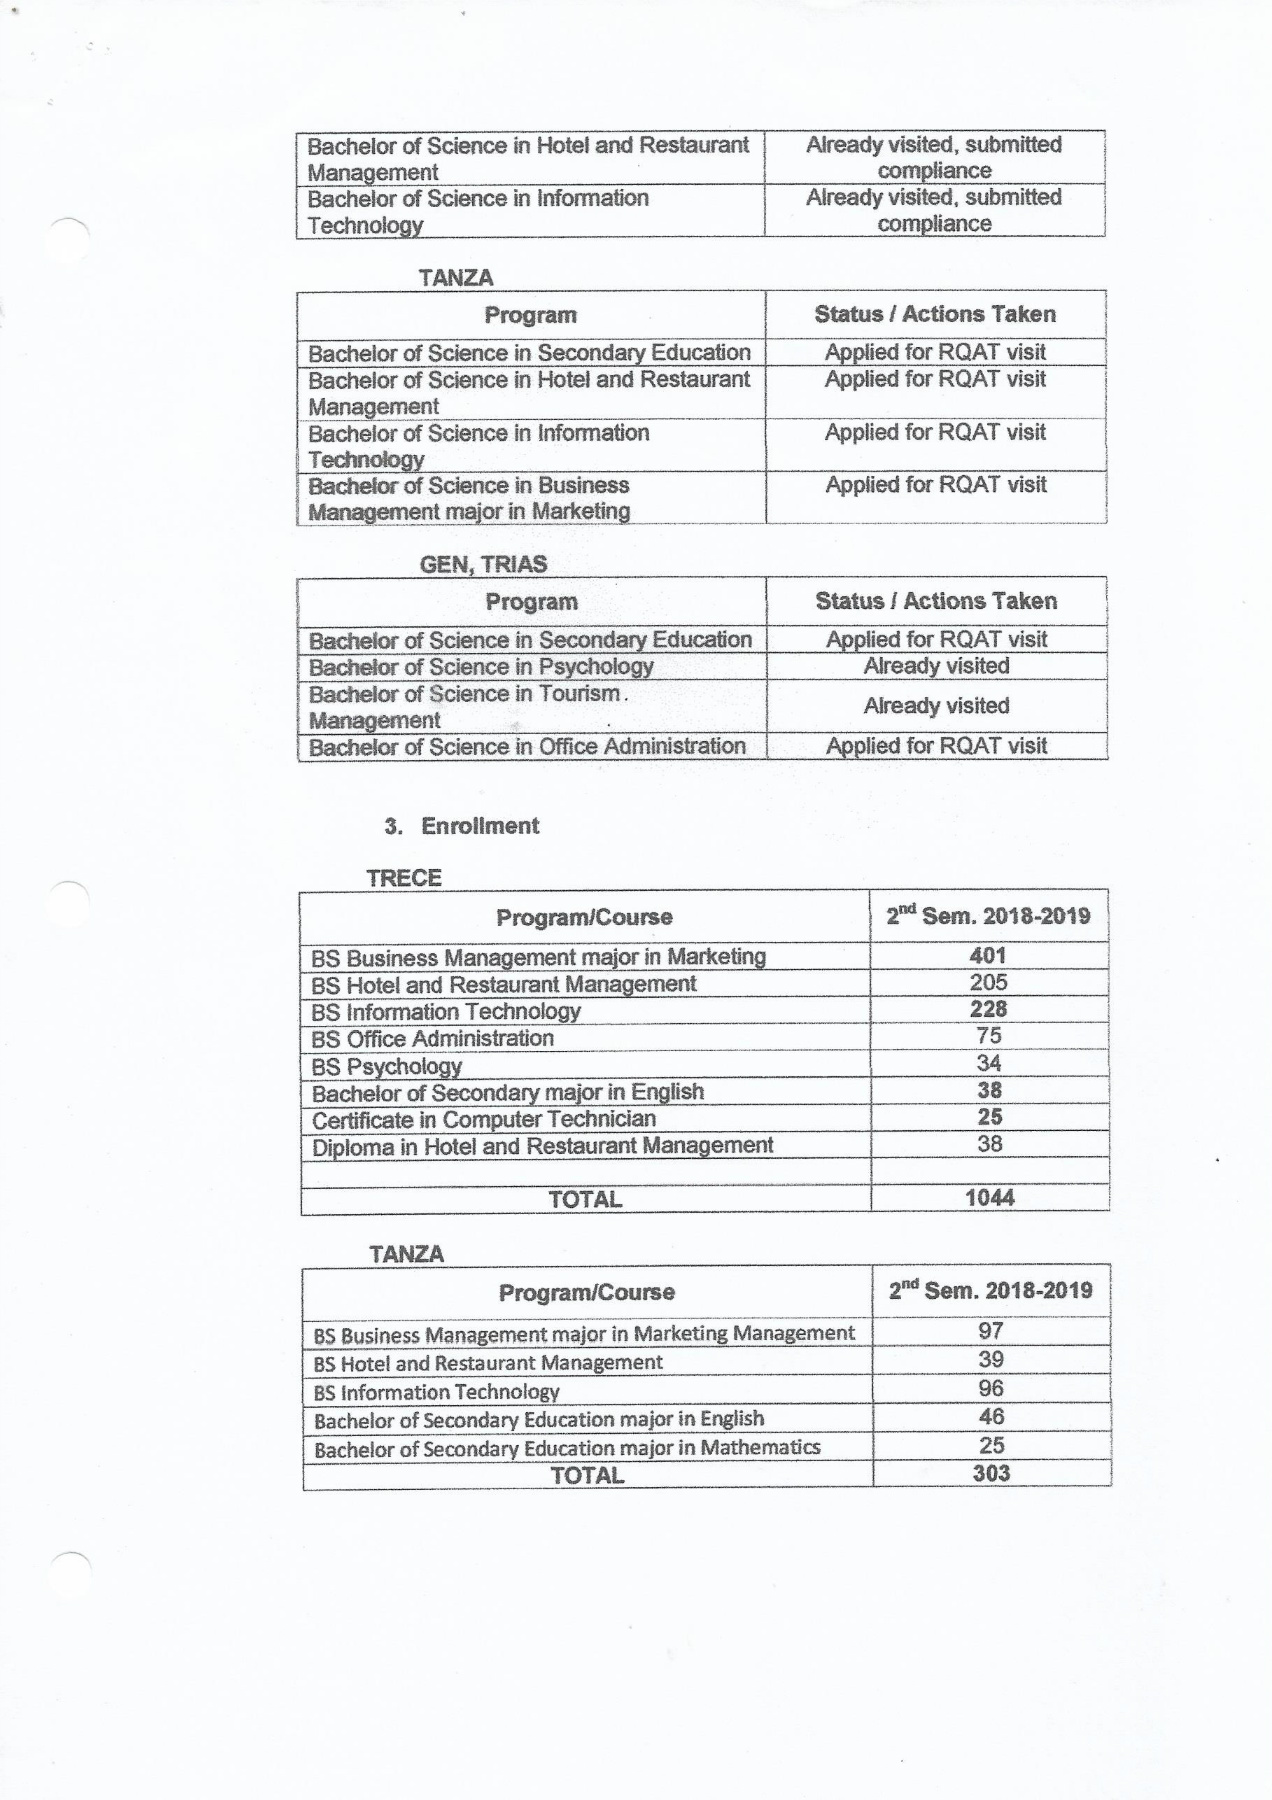 Bachelor of Science in Hotel and Restaurant Already visited, submitted
Management compliance
Bachelor of Science in Information Already visited, submitted
Technology compliance
TANZA
Program Status / Actions Taken
Bachelor of Science in Secondary Education Applied for RQAT visit
Bachelor of Science in Hotel and Restaurant Applied for RQAT visit
Management
Bachelor of Science in Information Applied for RQAT visit
Technology
Bachelor of Science in Business Applied for RQAT visit
Management major in Marketing
GEN, TRIAS
Program Status / Actions Taken
Bachelor of Science in Secondary Education Applied for RQAT visit
Bachelor of Science in Psychology Already visited
Bachelor of Science in Tourism Already visited
Management
Bachelor of Science in Office Administration Applied for RQAT visit
3. Enrollment
TRECE
Program/Course 2nd Sem. 2018-2019
BS Business Management major in Marketing 401
BS Hotel and Restaurant Management 205
BS Information Technology 228
BS Office Administration 75
BS Psychology 34
Bachelor of Secondary major in English 38
Certificate in Computer Technician 25
Diploma in Hotel and Restaurant Management 38
TOTAL 1044
TANZA
Program/Course 2nd Sem. 2018-2019
BS Business Management major in Marketing Management 97
BS Hotel and Restaurant Management 39
BS Information Technology 96
Bachelor of Secondary Education major in English 46
Bachelor of Secondary Education major in Mathematics 25
TOTAL 303